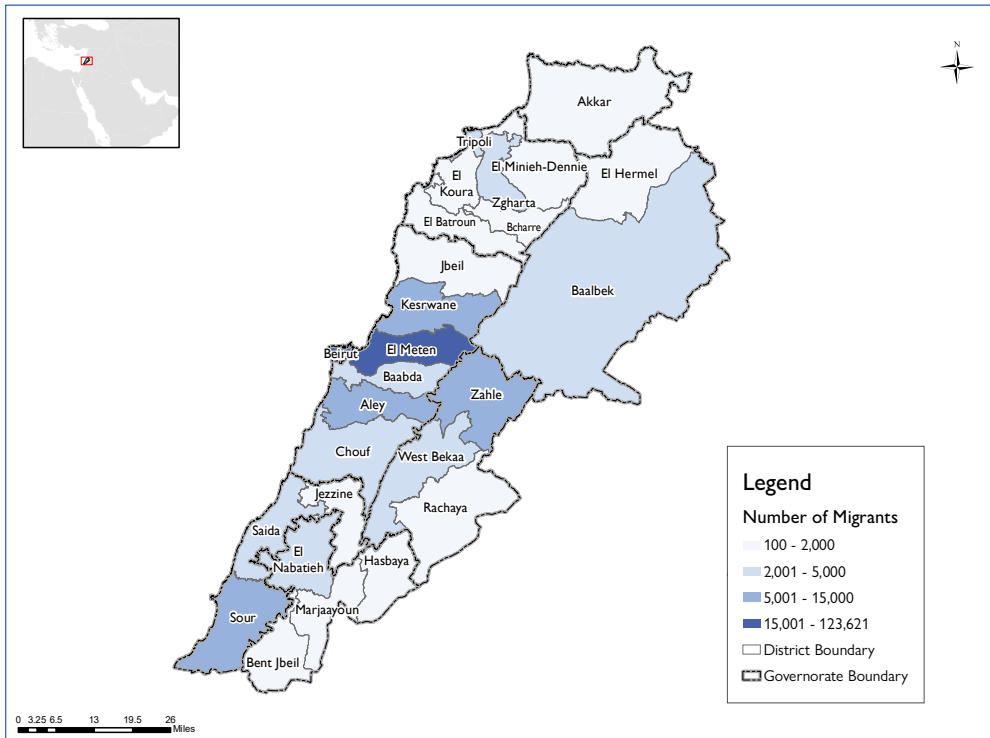 N
Akkar
Tripoli
El Minieh-Dennie
El
Koura
El Hermel
Zgharta
El Batroun
Bcharre
Jbeil
Baalbek
Kesrwane
Beirut
El Meten
Baabda
Zahle
Aley
Chouf
West Bekaa
Jezzine
Rachaya
Saida
El
Nabatieh
Hasbaya
Marjaayoun
Sour
Bent Jbeil
Legend
Number of Migrants
100 - 2,000
2,001 - 5,000
5,001 - 15,000
15,001 - 123,621
District Boundary
Governorate Boundary
0 3.25 6.5 13 19.5 26
Miles